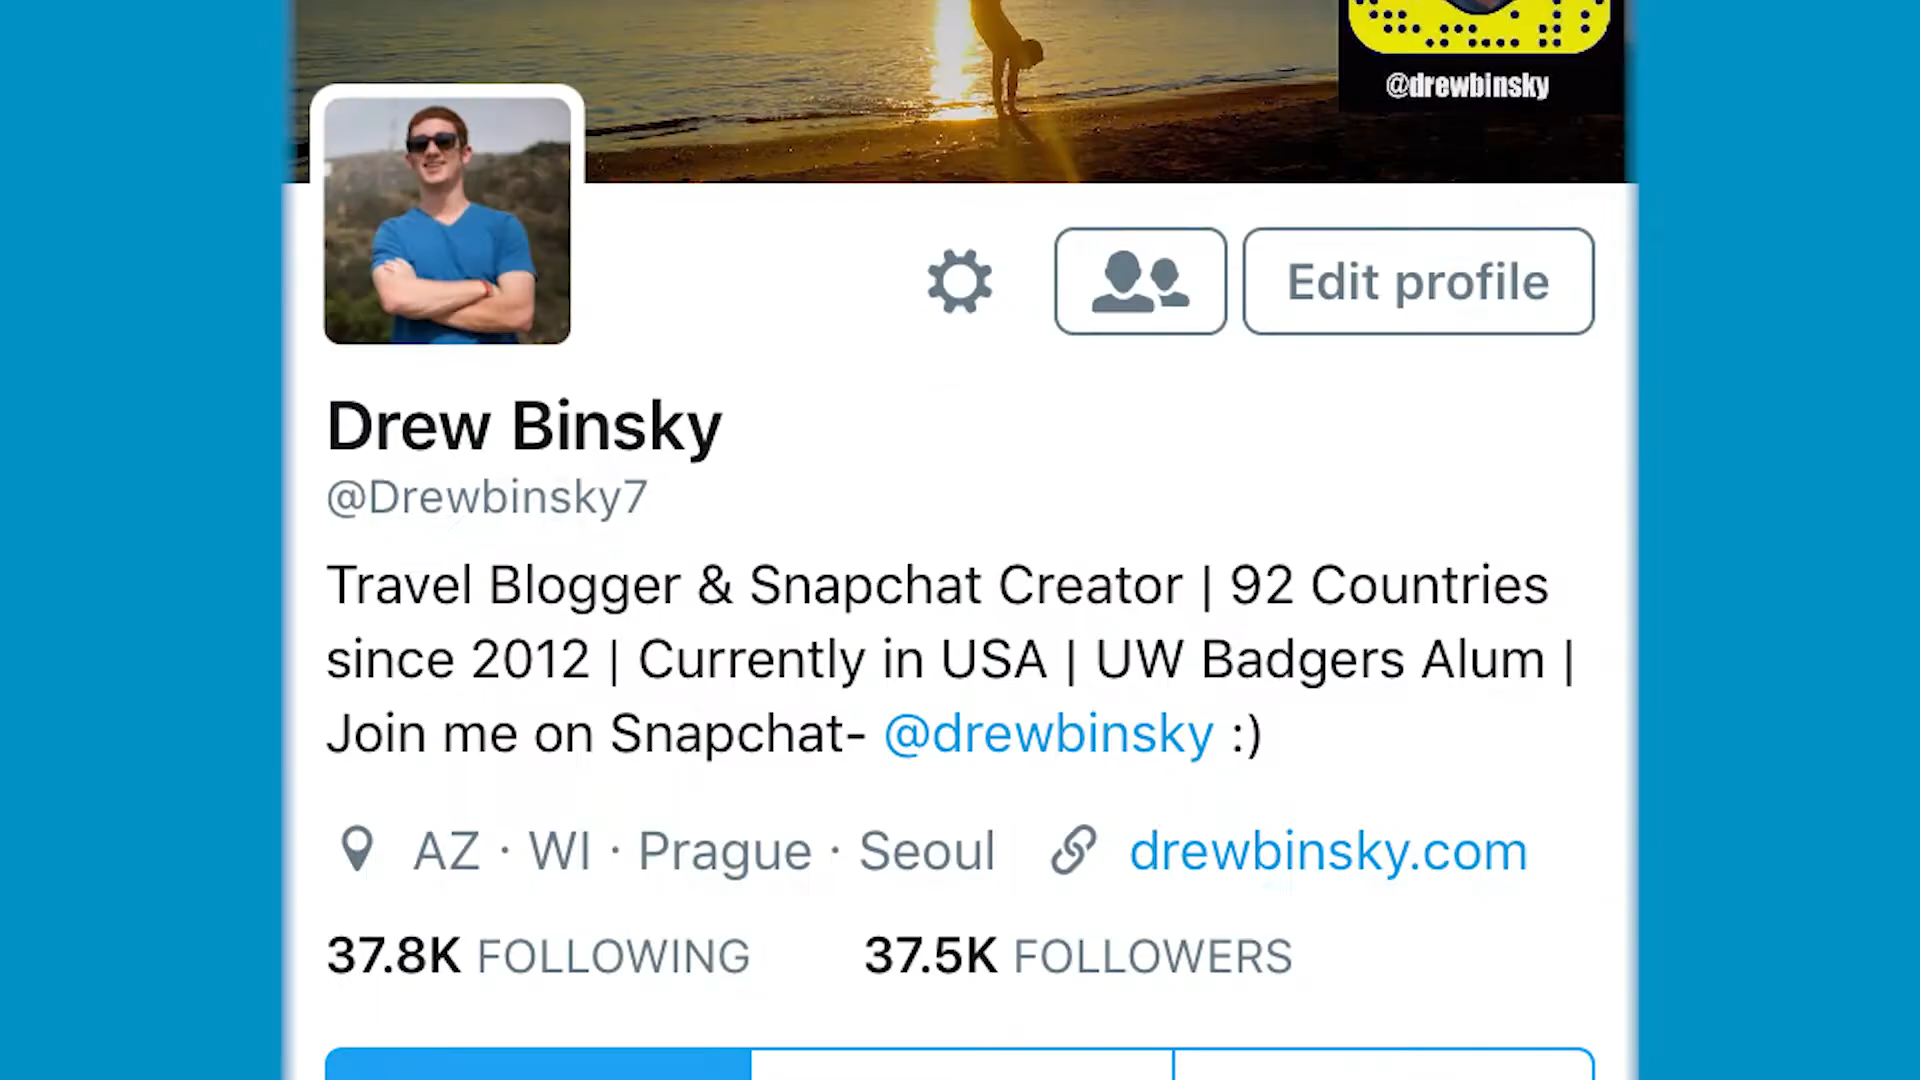 @drewbinsky
Edit profile
Drew Binsky
@Drewbinsky7
Travel Blogger & Snapchat Creator | 92 Countries
since 2012 | Currently in USA | UW Badgers Alum |
Join me on Snapchat- @drewbinsky :)
AZ · WI · Prague · Seoul drewbinsky.com
37.8K FOLLOWING 37.5K FOLLOWERS